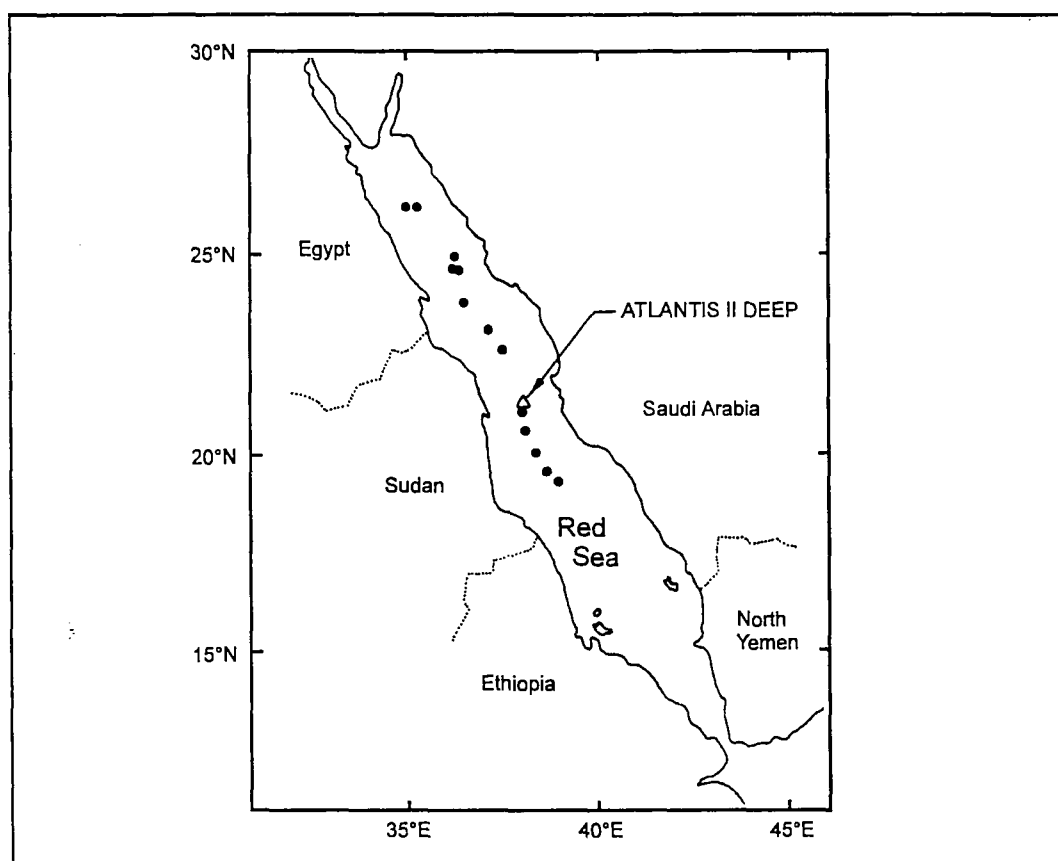 30°N
Egypt
25°N
ATLANTIS II DEEP
Saudi Arabia
20°N
Sudan
Red
Sea
North
Yemen
15°N
Ethiopia
35°E
40°E
45°E